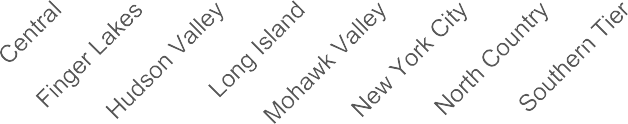 Central
Finger Lakes
Hudson Valley
Long Island
Mohawk Valley
New York City
North Country
Southern Tier